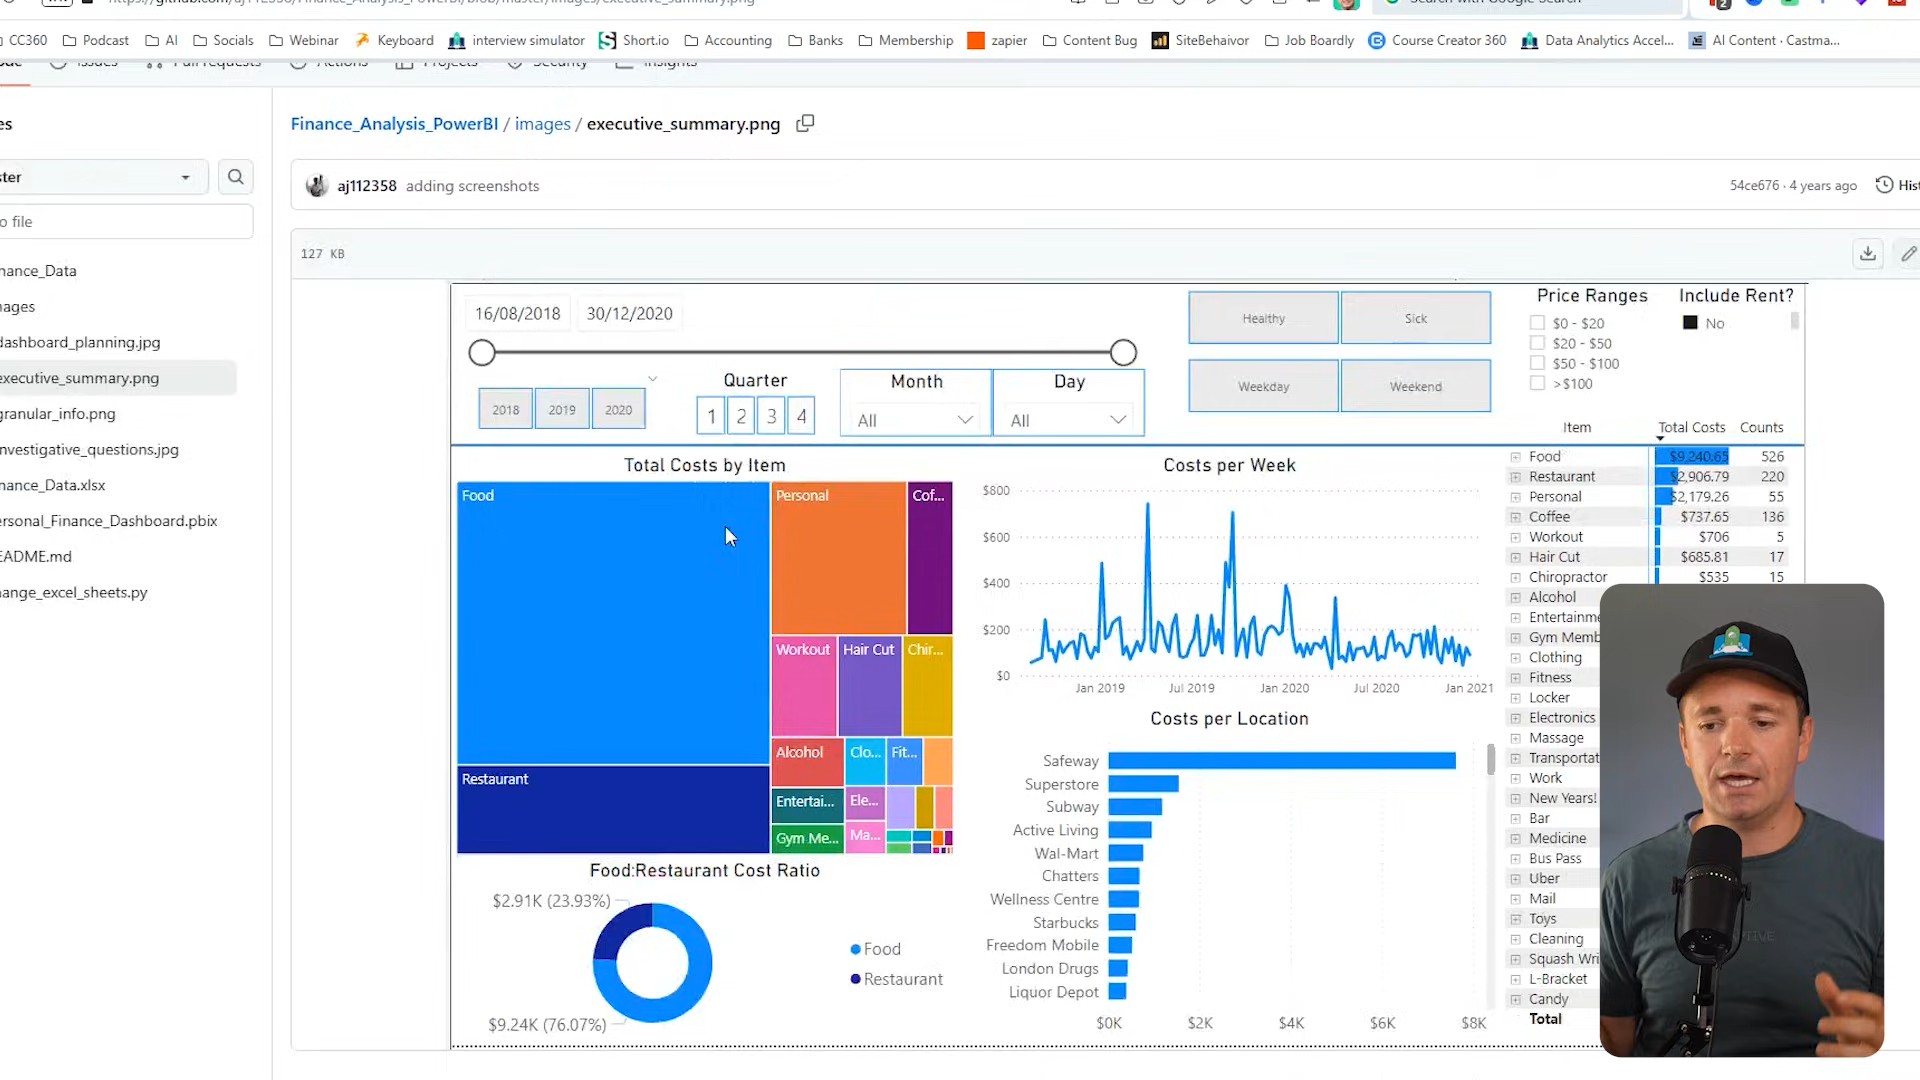 CC360 Podcast AI Socials Webinar Keyboard interview simulator Short.io Accounting Banks Membership zapier Content Bug SiteBehaivor Job Boardly Course Creator 360 Data Analytics Accel... AI Content · Castma...
Finance_Analysis_PowerBI / images / executive_summary.png
aj112358 adding screenshots
54ce676 · 4 years ago
127 KB
executive_summary.png
README.md
16/08/2018 30/12/2020
2018 2019 2020
Quarter
1 2 3 4
Month
All
Day
All
Healthy Sick
Weekday Weekend
Price Ranges
$0 - $20
$20 - $50
$50 - $100
>$100
Include Rent?
No
Total Costs by Item
Food
Restaurant
Personal
Cof...
Workout
Hair Cut
Chir...
Alcohol
Clo...
Fit...
Entertai...
Ele...
Gym Me...
Ma...
Food:Restaurant Cost Ratio
$2.91K (23.93%)
$9.24K (76.07%)
Food
Restaurant
Costs per Week
$800
$600
$400
$200
$0
Jan 2019 Jul 2019 Jan 2020 Jul 2020 Jan 2021
Costs per Location
Safeway
Superstore
Subway
Active Living
Wal-Mart
Chatters
Wellness Centre
Starbucks
Freedom Mobile
London Drugs
Liquor Depot
$0K $2K $4K $6K $8K
Item Total Costs Counts
Food $9,240.65 526
Restaurant $2,906.79 220
Personal $2,179.26 55
Coffee $737.65 136
Workout $706 5
Hair Cut $685.81 17
Chiropractor $535 15
Alcohol
Entertainme
Gym Memb
Clothing
Fitness
Locker
Electronics
Massage
Transportat
Work
New Years!
Bar
Medicine
Bus Pass
Uber
Mail
Toys
Cleaning
Squash Wri
L-Bracket
Candy
Total